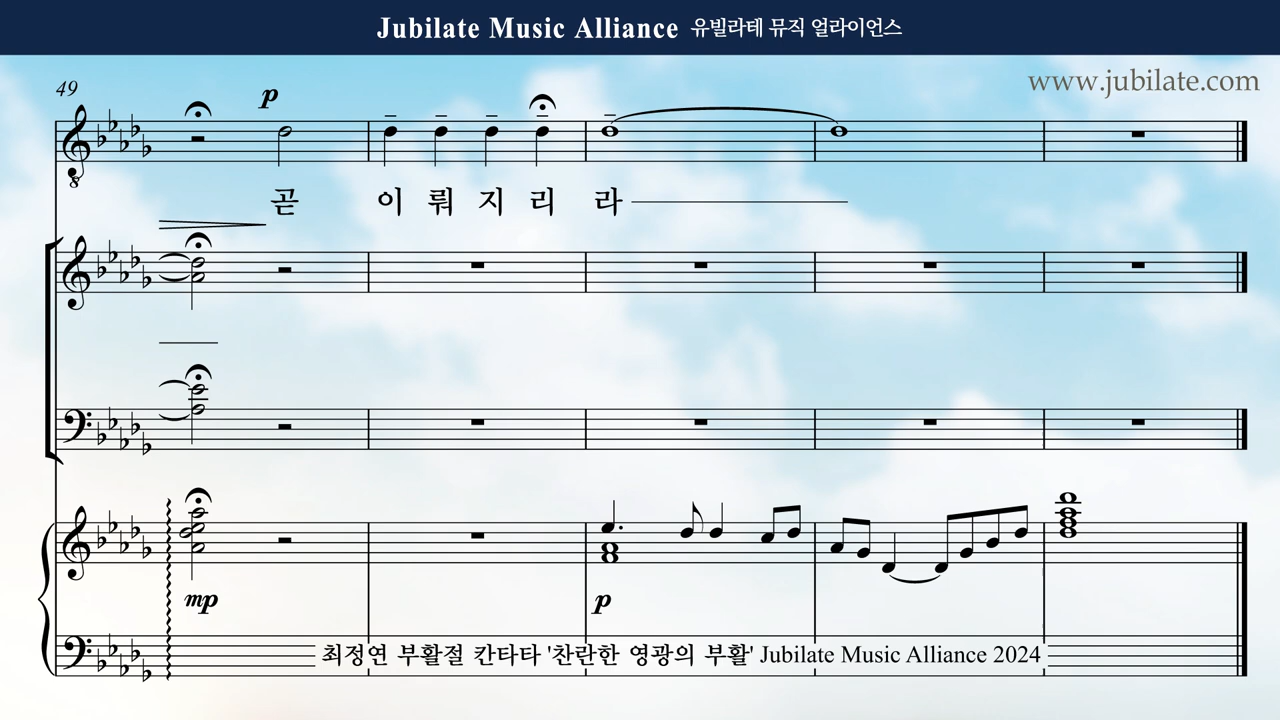 Jubilate Music Alliance 유빌라테 뮤직 얼라이언스
www.jubilate.com
49
p
곧 이 뤄 지 리 라
mp
p
최정연 부활절 칸타타 '찬란한 영광의 부활' Jubilate Music Alliance 2024